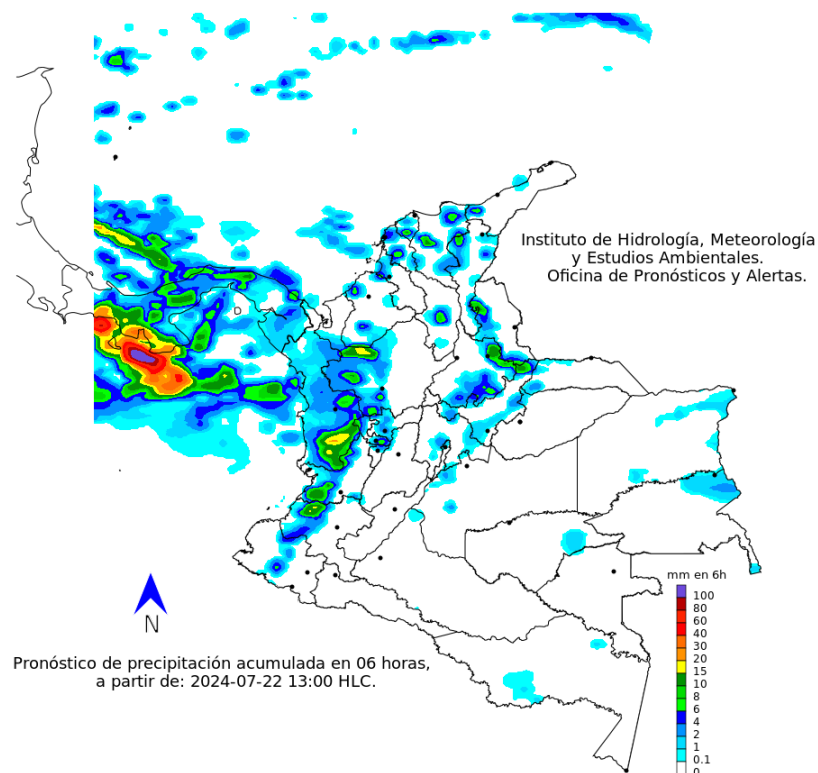 Instituto de Hidrología, Meteorología
y Estudios Ambientales.
Oficina de Pronósticos y Alertas.
mm en 6h
100
80
60
40
30
20
15
10
8
6
4
2
1
0.1
0
N
Pronóstico de precipitación acumulada en 06 horas,
a partir de: 2024-07-22 13:00 HLC.